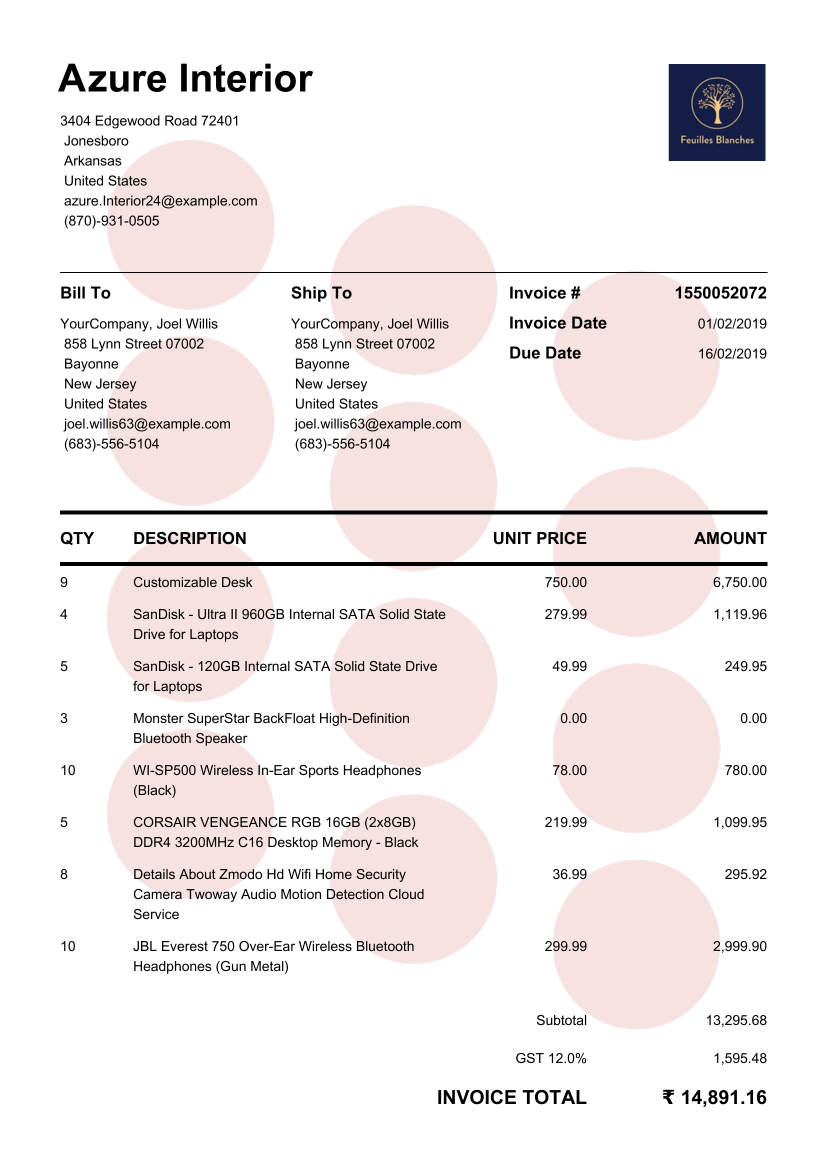 Azure Interior
Feuilles Blanches
3404 Edgewood Road 72401
Jonesboro
Arkansas
United States
azure.Interior24@example.com
(870)-931-0505
Bill To
YourCompany, Joel Willis
858 Lynn Street 07002
Bayonne
New Jersey
United States
joel.willis63@example.com
(683)-556-5104
Ship To
YourCompany, Joel Willis
858 Lynn Street 07002
Bayonne
New Jersey
United States
joel.willis63@example.com
(683)-556-5104
Invoice # 1550052072
Invoice Date 01/02/2019
Due Date 16/02/2019
QTY DESCRIPTION UNIT PRICE AMOUNT
9 Customizable Desk 750.00 6,750.00
4 SanDisk - Ultra II 960GB Internal SATA Solid State 279.99 1,119.96
Drive for Laptops
5 SanDisk - 120GB Internal SATA Solid State Drive 49.99 249.95
for Laptops
3 Monster SuperStar BackFloat High-Definition 0.00 0.00
Bluetooth Speaker
10 WI-SP500 Wireless In-Ear Sports Headphones 78.00 780.00
(Black)
5 CORSAIR VENGEANCE RGB 16GB (2x8GB) 219.99 1,099.95
DDR4 3200MHz C16 Desktop Memory - Black
8 Details About Zmodo Hd Wifi Home Security 36.99 295.92
Camera Twoway Audio Motion Detection Cloud
Service
10 JBL Everest 750 Over-Ear Wireless Bluetooth 299.99 2,999.90
Headphones (Gun Metal)
Subtotal 13,295.68
GST 12.0% 1,595.48
INVOICE TOTAL ₹ 14,891.16